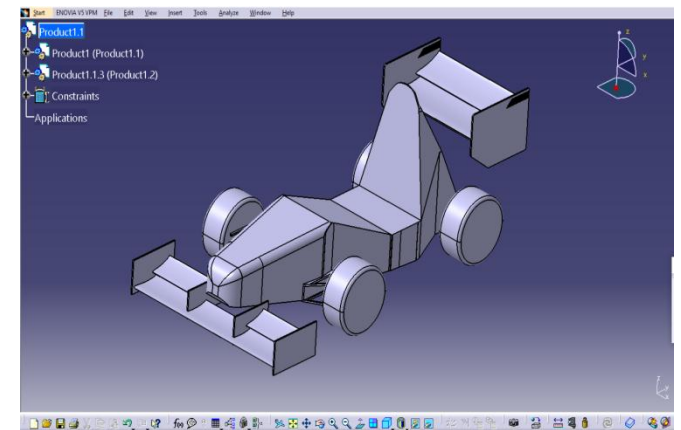 Start ENOVIA V5 VPM File Edit View Insert Tools Analyze Window Help
Product1.1
Product1 (Product1.1)
Product1.1.3 (Product1.2)
Constraints
Applications
z
y
x
f(x)